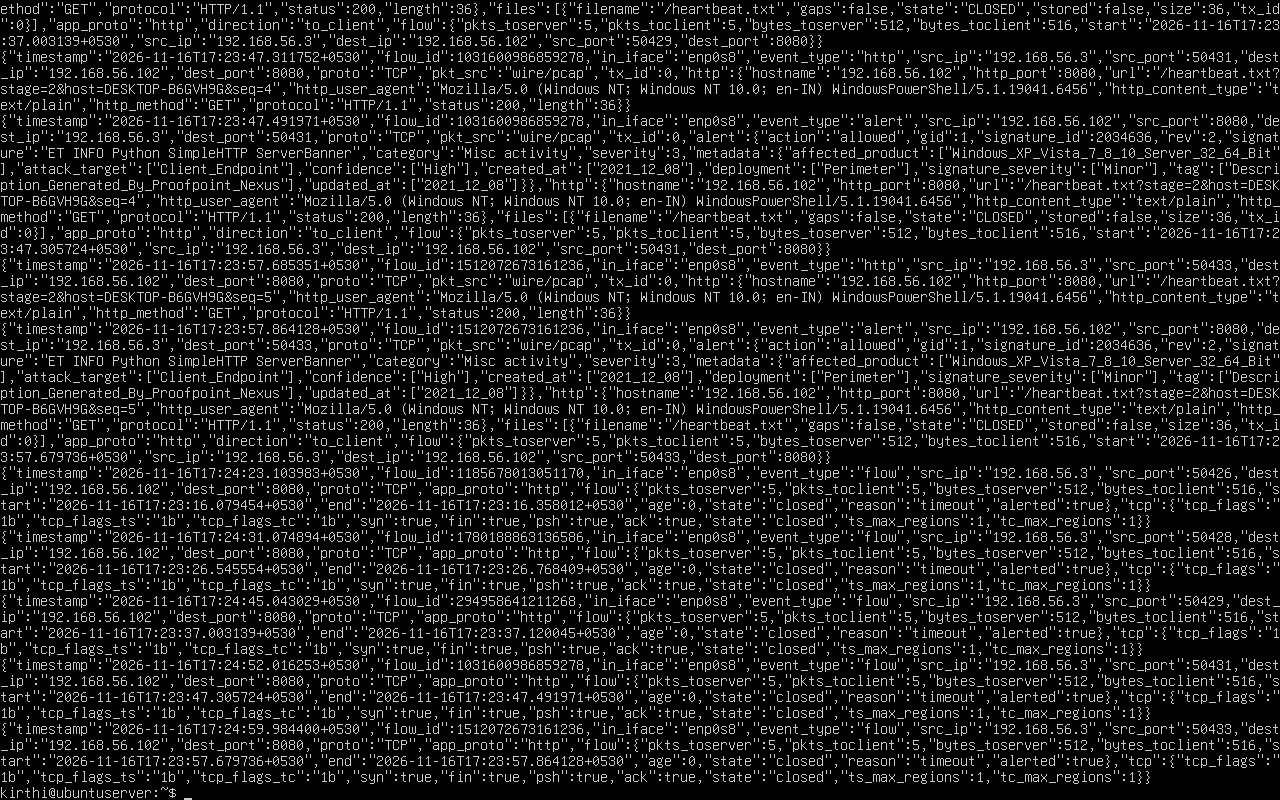 ethod":"GET","protocol":"HTTP/1.1","status":200,"length":36},"files":[{"filename":"/heartbeat.txt","gaps":false,"state":"CLOSED","stored":false,"size":36,"tx_id
":0}],"app_proto":"http","direction":"to_client","flow":{"pkts_toserver":5,"pkts_toclient":5,"bytes_toserver":512,"bytes_toclient":516,"start":"2026-11-16T17:23
:37.003139+0530","src_ip":"192.168.56.3","dest_ip":"192.168.56.102","src_port":50429,"dest_port":8080}}
{"timestamp":"2026-11-16T17:23:47.311752+0530","flow_id":1031600986859278,"in_iface":"enp0s8","event_type":"http","src_ip":"192.168.56.3","src_port":50431,"dest
_ip":"192.168.56.102","dest_port":8080,"proto":"TCP","pkt_src":"wire/pcap","tx_id":0,"http":{"hostname":"192.168.56.102","http_port":8080,"url":"/heartbeat.txt?
stage=2&host=DESKTOP-B6GVH9G&seq=4","http_user_agent":"Mozilla/5.0 (Windows NT; Windows NT 10.0; en-IN) WindowsPowerShell/5.1.19041.6456","http_content_type":"t
ext/plain","http_method":"GET","protocol":"HTTP/1.1","status":200,"length":36}}
{"timestamp":"2026-11-16T17:23:47.491971+0530","flow_id":1031600986859278,"in_iface":"enp0s8","event_type":"alert","src_ip":"192.168.56.102","src_port":8080,"de
st_ip":"192.168.56.3","dest_port":50431,"proto":"TCP","pkt_src":"wire/pcap","tx_id":0,"alert":{"action":"allowed","gid":1,"signature_id":2034636,"rev":2,"signat
ure":"ET INFO Python SimpleHTTP ServerBanner","category":"Misc activity","severity":3,"metadata":{"affected_product":["Windows_XP_Vista_7_8_10_Server_32_64_Bit"
],"attack_target":["Client_Endpoint"],"confidence":["High"],"created_at":["2021_12_08"],"deployment":["Perimeter"],"signature_severity":["Minor"],"tag":["Descri
ption_Generated_By_Proofpoint_Nexus"],"updated_at":["2021_12_08"]}},"http":{"hostname":"192.168.56.102","http_port":8080,"url":"/heartbeat.txt?stage=2&host=DESK
TOP-B6GVH9G&seq=4","http_user_agent":"Mozilla/5.0 (Windows NT; Windows NT 10.0; en-IN) WindowsPowerShell/5.1.19041.6456","http_content_type":"text/plain","http_
method":"GET","protocol":"HTTP/1.1","status":200,"length":36},"files":[{"filename":"/heartbeat.txt","gaps":false,"state":"CLOSED","stored":false,"size":36,"tx_i
d":0}],"app_proto":"http","direction":"to_client","flow":{"pkts_toserver":5,"pkts_toclient":5,"bytes_toserver":512,"bytes_toclient":516,"start":"2026-11-16T17:2
3:47.305724+0530","src_ip":"192.168.56.3","dest_ip":"192.168.56.102","src_port":50431,"dest_port":8080}}
{"timestamp":"2026-11-16T17:23:57.685351+0530","flow_id":1512072673161236,"in_iface":"enp0s8","event_type":"http","src_ip":"192.168.56.3","src_port":50433,"dest
_ip":"192.168.56.102","dest_port":8080,"proto":"TCP","pkt_src":"wire/pcap","tx_id":0,"http":{"hostname":"192.168.56.102","http_port":8080,"url":"/heartbeat.txt?
stage=2&host=DESKTOP-B6GVH9G&seq=5","http_user_agent":"Mozilla/5.0 (Windows NT; Windows NT 10.0; en-IN) WindowsPowerShell/5.1.19041.6456","http_content_type":"t
ext/plain","http_method":"GET","protocol":"HTTP/1.1","status":200,"length":36}}
{"timestamp":"2026-11-16T17:23:57.864128+0530","flow_id":1512072673161236,"in_iface":"enp0s8","event_type":"alert","src_ip":"192.168.56.102","src_port":8080,"de
st_ip":"192.168.56.3","dest_port":50433,"proto":"TCP","pkt_src":"wire/pcap","tx_id":0,"alert":{"action":"allowed","gid":1,"signature_id":2034636,"rev":2,"signat
ure":"ET INFO Python SimpleHTTP ServerBanner","category":"Misc activity","severity":3,"metadata":{"affected_product":["Windows_XP_Vista_7_8_10_Server_32_64_Bit"
],"attack_target":["Client_Endpoint"],"confidence":["High"],"created_at":["2021_12_08"],"deployment":["Perimeter"],"signature_severity":["Minor"],"tag":["Descri
ption_Generated_By_Proofpoint_Nexus"],"updated_at":["2021_12_08"]}},"http":{"hostname":"192.168.56.102","http_port":8080,"url":"/heartbeat.txt?stage=2&host=DESK
TOP-B6GVH9G&seq=5","http_user_agent":"Mozilla/5.0 (Windows NT; Windows NT 10.0; en-IN) WindowsPowerShell/5.1.19041.6456","http_content_type":"text/plain","http_
method":"GET","protocol":"HTTP/1.1","status":200,"length":36},"files":[{"filename":"/heartbeat.txt","gaps":false,"state":"CLOSED","stored":false,"size":36,"tx_i
d":0}],"app_proto":"http","direction":"to_client","flow":{"pkts_toserver":5,"pkts_toclient":5,"bytes_toserver":512,"bytes_toclient":516,"start":"2026-11-16T17:2
3:57.679736+0530","src_ip":"192.168.56.3","dest_ip":"192.168.56.102","src_port":50433,"dest_port":8080}}
{"timestamp":"2026-11-16T17:24:23.103983+0530","flow_id":1185678013051170,"in_iface":"enp0s8","event_type":"flow","src_ip":"192.168.56.3","src_port":50426,"dest
_ip":"192.168.56.102","dest_port":8080,"proto":"TCP","app_proto":"http","flow":{"pkts_toserver":5,"pkts_toclient":5,"bytes_toserver":512,"bytes_toclient":516,"s
tart":"2026-11-16T17:23:16.079454+0530","end":"2026-11-16T17:23:16.358012+0530","age":0,"state":"closed","reason":"timeout","alerted":true},"tcp":{"tcp_flags":"
1b","tcp_flags_ts":"1b","tcp_flags_tc":"1b","syn":true,"fin":true,"psh":true,"ack":true,"state":"closed","ts_max_regions":1,"tc_max_regions":1}}
{"timestamp":"2026-11-16T17:24:31.074894+0530","flow_id":1780188863136586,"in_iface":"enp0s8","event_type":"flow","src_ip":"192.168.56.3","src_port":50428,"dest
_ip":"192.168.56.102","dest_port":8080,"proto":"TCP","app_proto":"http","flow":{"pkts_toserver":5,"pkts_toclient":5,"bytes_toserver":512,"bytes_toclient":516,"s
tart":"2026-11-16T17:23:26.545554+0530","end":"2026-11-16T17:23:26.768409+0530","age":0,"state":"closed","reason":"timeout","alerted":true},"tcp":{"tcp_flags":"
1b","tcp_flags_ts":"1b","tcp_flags_tc":"1b","syn":true,"fin":true,"psh":true,"ack":true,"state":"closed","ts_max_regions":1,"tc_max_regions":1}}
{"timestamp":"2026-11-16T17:24:45.043029+0530","flow_id":294958641211268,"in_iface":"enp0s8","event_type":"flow","src_ip":"192.168.56.3","src_port":50429,"dest_
ip":"192.168.56.102","dest_port":8080,"proto":"TCP","app_proto":"http","flow":{"pkts_toserver":5,"pkts_toclient":5,"bytes_toserver":512,"bytes_toclient":516,"st
art":"2026-11-16T17:23:37.003139+0530","end":"2026-11-16T17:23:37.120045+0530","age":0,"state":"closed","reason":"timeout","alerted":true},"tcp":{"tcp_flags":"1
b","tcp_flags_ts":"1b","tcp_flags_tc":"1b","syn":true,"fin":true,"psh":true,"ack":true,"state":"closed","ts_max_regions":1,"tc_max_regions":1}}
{"timestamp":"2026-11-16T17:24:52.016253+0530","flow_id":1031600986859278,"in_iface":"enp0s8","event_type":"flow","src_ip":"192.168.56.3","src_port":50431,"dest
_ip":"192.168.56.102","dest_port":8080,"proto":"TCP","app_proto":"http","flow":{"pkts_toserver":5,"pkts_toclient":5,"bytes_toserver":512,"bytes_toclient":516,"s
tart":"2026-11-16T17:23:47.305724+0530","end":"2026-11-16T17:23:47.491971+0530","age":0,"state":"closed","reason":"timeout","alerted":true},"tcp":{"tcp_flags":"
1b","tcp_flags_ts":"1b","tcp_flags_tc":"1b","syn":true,"fin":true,"psh":true,"ack":true,"state":"closed","ts_max_regions":1,"tc_max_regions":1}}
{"timestamp":"2026-11-16T17:24:59.984400+0530","flow_id":1512072673161236,"in_iface":"enp0s8","event_type":"flow","src_ip":"192.168.56.3","src_port":50433,"dest
_ip":"192.168.56.102","dest_port":8080,"proto":"TCP","app_proto":"http","flow":{"pkts_toserver":5,"pkts_toclient":5,"bytes_toserver":512,"bytes_toclient":516,"s
tart":"2026-11-16T17:23:57.679736+0530","end":"2026-11-16T17:23:57.864128+0530","age":0,"state":"closed","reason":"timeout","alerted":true},"tcp":{"tcp_flags":"
1b","tcp_flags_ts":"1b","tcp_flags_tc":"1b","syn":true,"fin":true,"psh":true,"ack":true,"state":"closed","ts_max_regions":1,"tc_max_regions":1}}
kirthi@ubuntuserver:~$ _